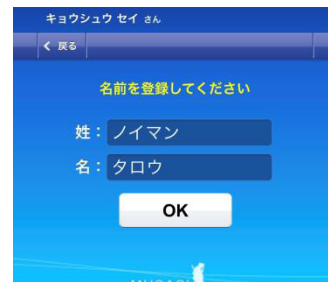 キョウシュウ セイ さん
戻る
名前を登録してください
姓：ノイマン
名：タロウ
OK